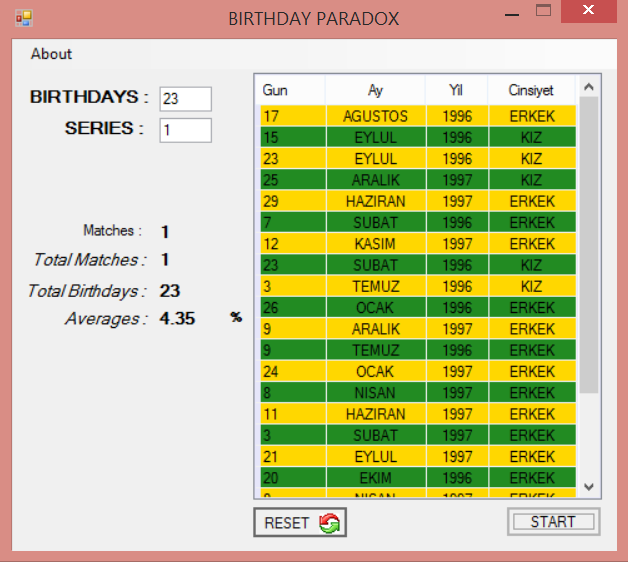 BIRTHDAY PARADOX
About
BIRTHDAYS : 23
SERIES : 1
Matches : 1
Total Matches : 1
Total Birthdays : 23
Averages : 4.35 %
Gun Ay Yil Cinsiyet
17 AGUSTOS 1996 ERKEK
15 EYLUL 1996 KIZ
23 EYLUL 1996 KIZ
25 ARALIK 1997 KIZ
29 HAZIRAN 1997 ERKEK
7 SUBAT 1996 ERKEK
12 KASIM 1997 ERKEK
23 SUBAT 1996 KIZ
3 TEMUZ 1996 KIZ
26 OCAK 1996 ERKEK
9 ARALIK 1997 ERKEK
9 TEMUZ 1996 ERKEK
24 OCAK 1997 ERKEK
8 NISAN 1997 ERKEK
11 HAZIRAN 1997 ERKEK
3 SUBAT 1997 ERKEK
21 EYLUL 1997 ERKEK
20 EKIM 1996 ERKEK
NISAN 1997 ERKEK
RESET START